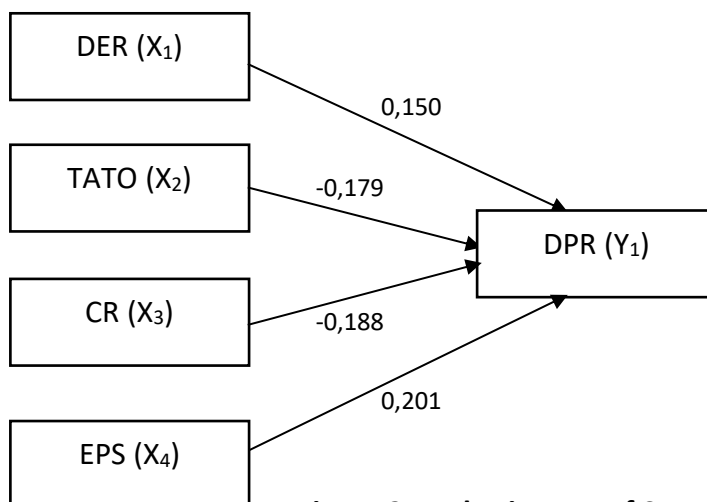 DER (X₁)
0,150
TATO (X₂)
-0,179
DPR (Y₁)
CR (X₃)
-0,188
0,201
EPS (X₄)